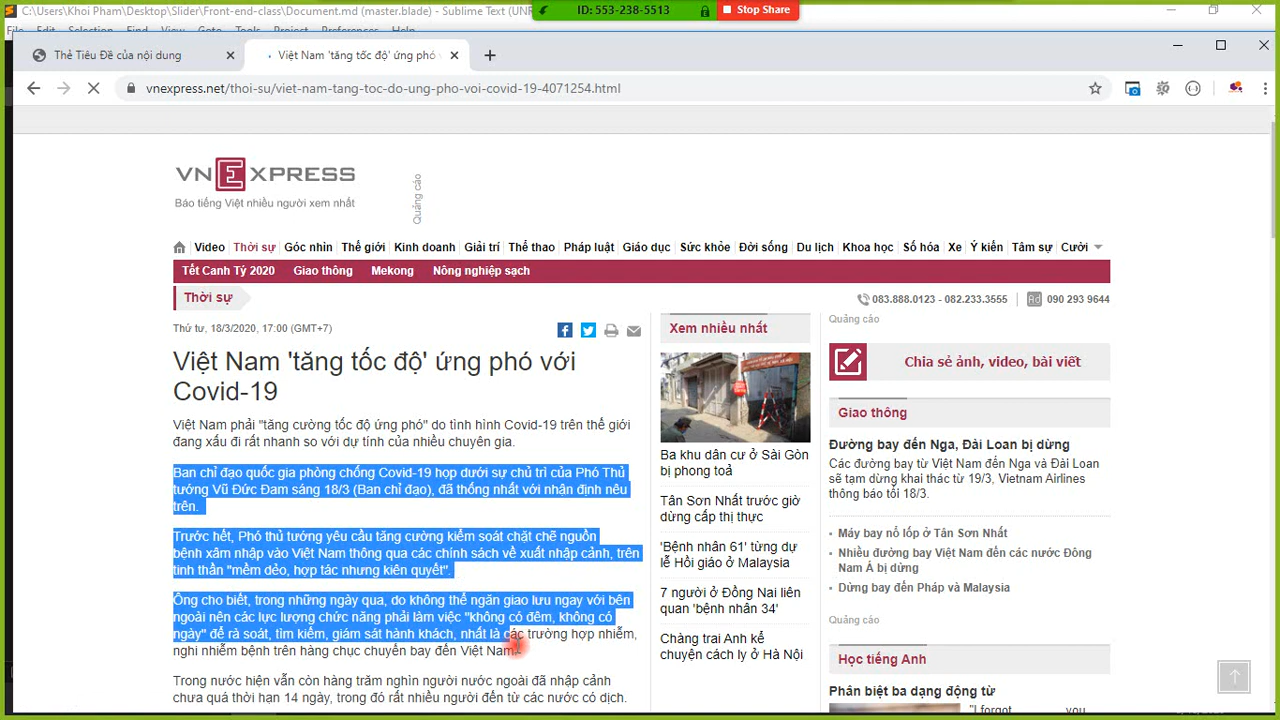 C:\Users\Khoi Pham\Desktop\Slider\Front-end-class\Document.md (master.blade) - Sublime Text (UNR
ID: 553-238-5513
Stop Share
File Edit Selection Find View Goto Tools Project Preferences Help
Thẻ Tiêu Đề của nội dung
Việt Nam 'tăng tốc độ' ứng phó v
vnexpress.net/thoi-su/viet-nam-tang-toc-do-ung-pho-voi-covid-19-4071254.html
VNEXPRESS
Báo tiếng Việt nhiều người xem nhất
Quảng cáo
Video Thời sự Góc nhìn Thế giới Kinh doanh Giải trí Thể thao Pháp luật Giáo dục Sức khỏe Đời sống Du lịch Khoa học Số hóa Xe Ý kiến Tâm sự Cười
Tết Canh Tý 2020 Giao thông Mekong Nông nghiệp sạch
Thời sự
083.888.0123 - 082.233.3555 Ad 090 293 9644
Thứ tư, 18/3/2020, 17:00 (GMT+7)
Việt Nam 'tăng tốc độ' ứng phó với
Covid-19
Việt Nam phải "tăng cường tốc độ ứng phó" do tình hình Covid-19 trên thế giới
đang xấu đi rất nhanh so với dự tính của nhiều chuyên gia.
Ban chỉ đạo quốc gia phòng chống Covid-19 họp dưới sự chủ trì của Phó Thủ
tướng Vũ Đức Đam sáng 18/3 (Ban chỉ đạo), đã thống nhất với nhận định nêu
trên.
Trước hết, Phó thủ tướng yêu cầu tăng cường kiểm soát chặt chẽ nguồn
bệnh xâm nhập vào Việt Nam thông qua các chính sách về xuất nhập cảnh, trên
tinh thần "mềm dẻo, hợp tác nhưng kiên quyết".
Ông cho biết, trong những ngày qua, do không thể ngăn giao lưu ngay với bên
ngoài nên các lực lượng chức năng phải làm việc "không có đêm, không có
ngày" để rà soát, tìm kiếm, giám sát hành khách, nhất là các trường hợp nhiễm,
nghi nhiễm bệnh trên hàng chục chuyến bay đến Việt Nam.
Trong nước hiện vẫn còn hàng trăm nghìn người nước ngoài đã nhập cảnh
chưa quá thời hạn 14 ngày, trong đó rất nhiều người đến từ các nước có dịch.
Xem nhiều nhất
Ba khu dân cư ở Sài Gòn
bị phong toả
Tân Sơn Nhất trước giờ
dừng cấp thị thực
'Bệnh nhân 61' từng dự
lễ Hồi giáo ở Malaysia
7 người ở Đồng Nai liên
quan 'bệnh nhân 34'
Chàng trai Anh kể
chuyện cách ly ở Hà Nội
Quảng cáo
Chia sẻ ảnh, video, bài viết
Giao thông
Đường bay đến Nga, Đài Loan bị dừng
Các đường bay từ Việt Nam đến Nga và Đài Loan
sẽ tạm dừng khai thác từ 19/3, Vietnam Airlines
thông báo tối 18/3.
Máy bay nổ lốp ở Tân Sơn Nhất
Nhiều đường bay Việt Nam đến các nước Đông
Nam Á bị dừng
Dừng bay đến Pháp và Malaysia
Quảng cáo
Học tiếng Anh
Phân biệt ba dạng động từ
"I forgot you